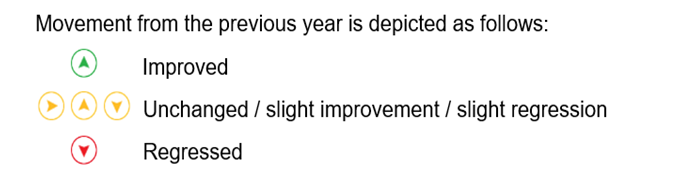 Movement from the previous year is depicted as follows:
Improved
Unchanged / slight improvement / slight regression
Regressed